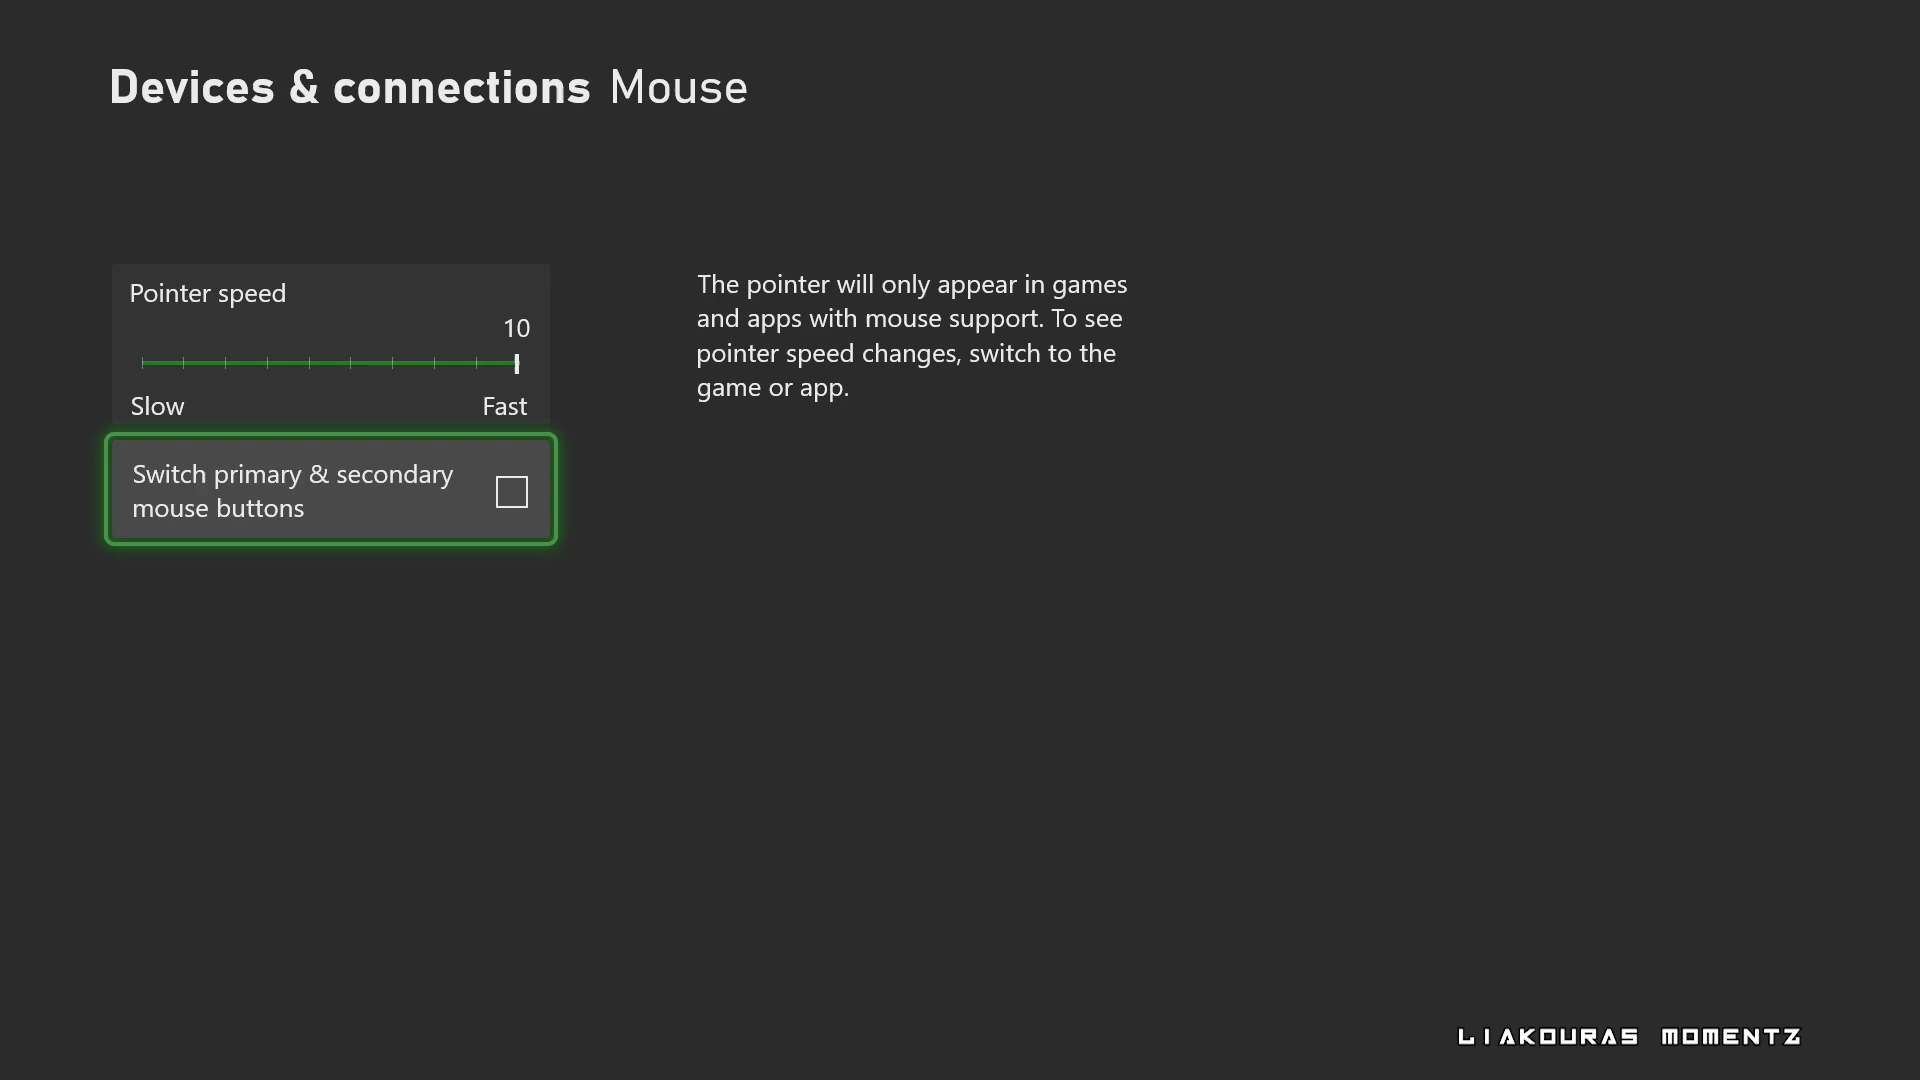 Devices & connections Mouse
Pointer speed
10
Slow Fast
Switch primary & secondary
mouse buttons
The pointer will only appear in games
and apps with mouse support. To see
pointer speed changes, switch to the
game or app.
LIAKOURAS MOMENTZ